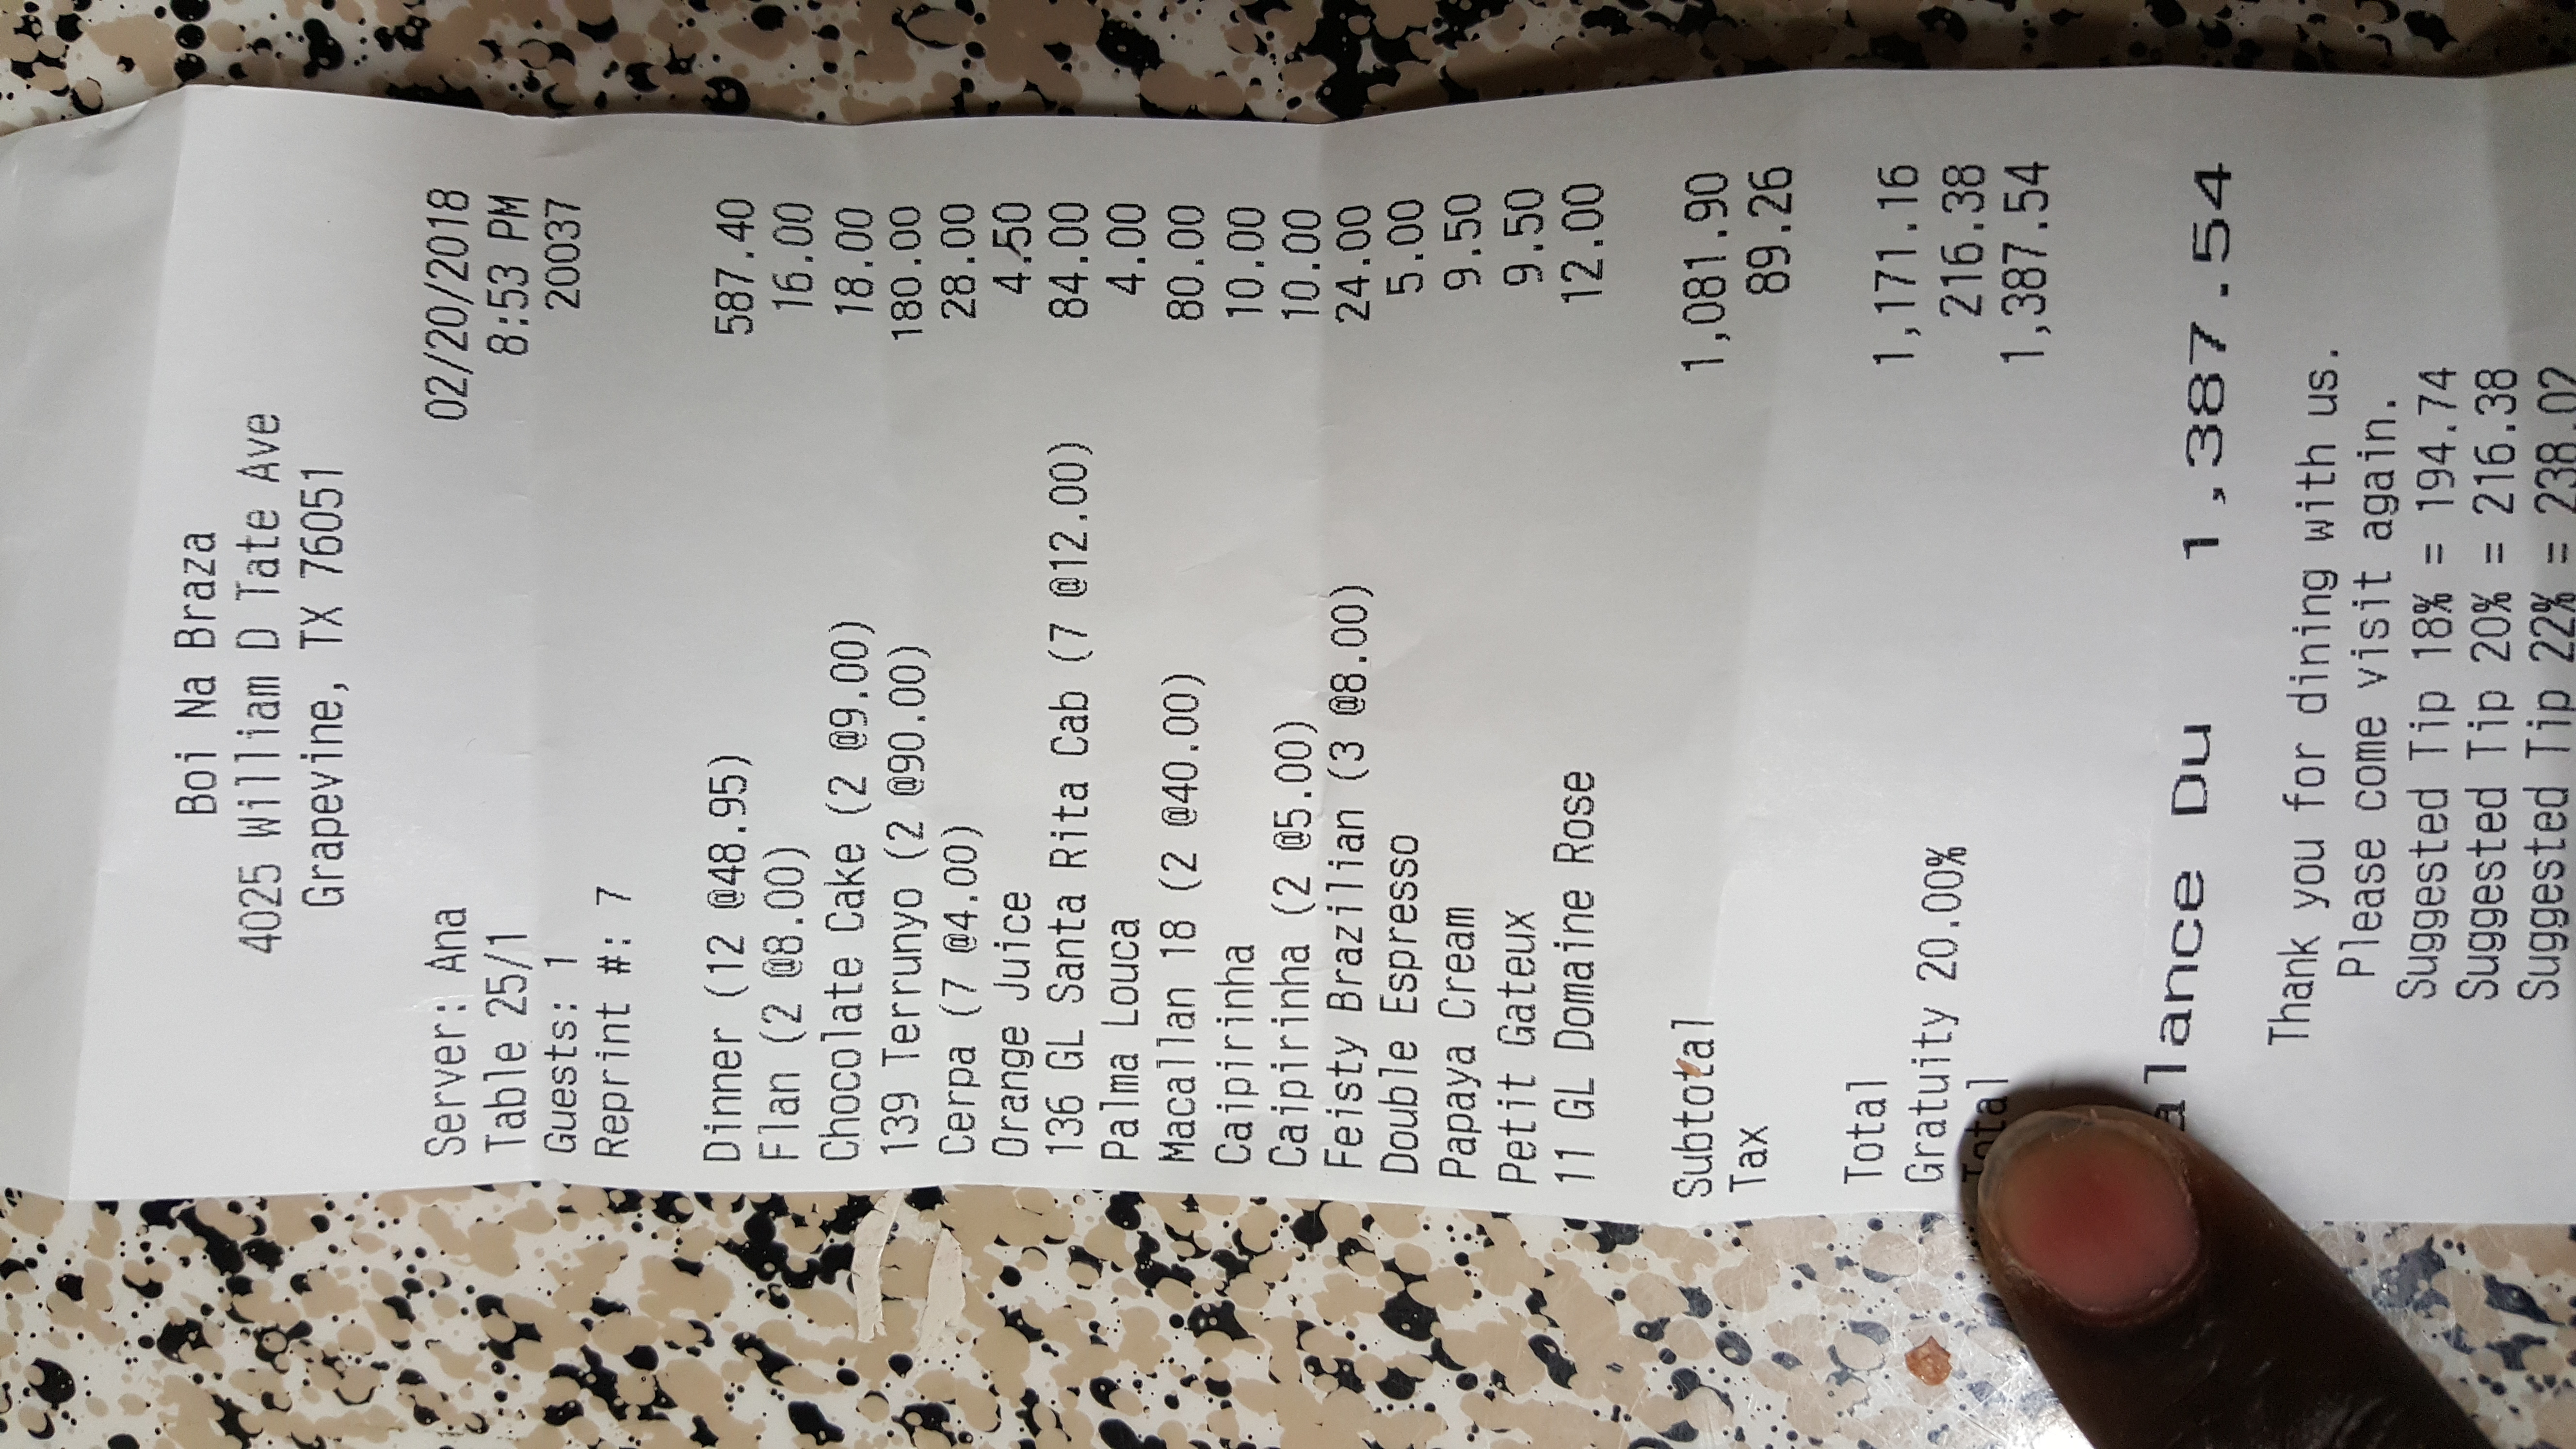 Boi Na Braza
4025 William D Tate Ave
Grapevine, TX 76051
Server: Ana 02/20/2018
Table 25/1 8:53 PM
Guests: 1 20037
Reprint #: 7
Dinner (12 @48.95) 587.40
Flan (2 @8.00) 16.00
Chocolate Cake (2 @9.00) 18.00
139 Terrunyo (2 @90.00) 180.00
Cerpa (7 @4.00) 28.00
Orange Juice 4.50
136 GL Santa Rita Cab (7 @12.00) 84.00
Palma Louca 4.00
Macallan 18 (2 @40.00) 80.00
Caipirinha 10.00
Caipirinha (2 @5.00) 10.00
Feisty Brazilian (3 @8.00) 24.00
Double Espresso 5.00
Papaya Cream 9.50
Petit Gateux 9.50
11 GL Domaine Rose 12.00
Subtotal 1,081.90
Tax 89.26
Total 1,171.16
Gratuity 20.00% 216.38
Total 1,387.54
alance Du 1,387.54
Thank you for dining with us.
Please come visit again.
Suggested Tip 18% = 194.74
Suggested Tip 20% = 216.38
Suggested Tip 22% = 238.02